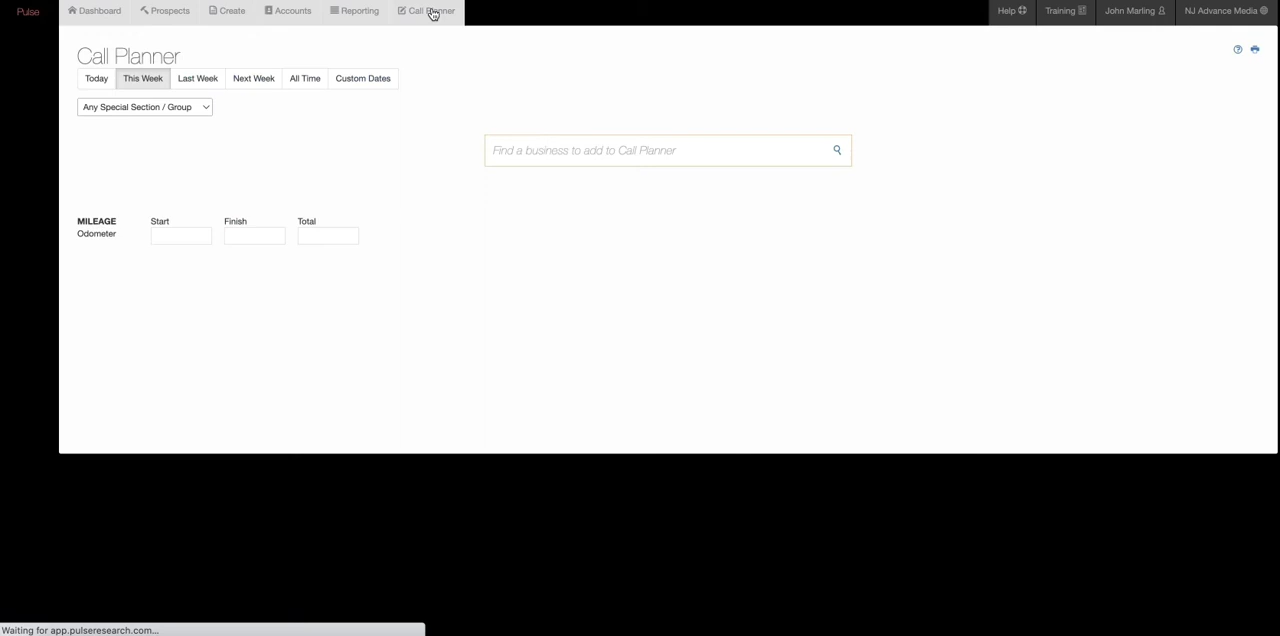 Pulse Dashboard Prospects Create Accounts Reporting Call Planner Help Training John Marling NJ Advance Media
Call Planner
Today This Week Last Week Next Week All Time Custom Dates
Any Special Section / Group
Find a business to add to Call Planner
MILEAGE Start Finish Total
Odometer
Waiting for app.pulseresearch.com...